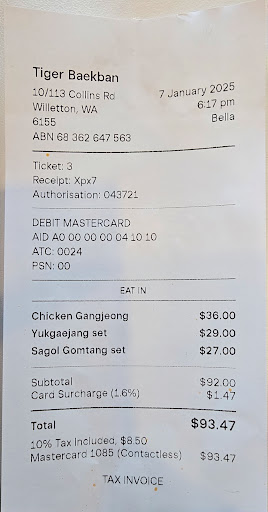 Tiger Baekban
10/113 Collins Rd
Willetton, WA
6155
ABN 68 362 647 563
7 January 2025
6:17 pm
Bella
Ticket: 3
Receipt: Xpx7
Authorisation: 043721
DEBIT MASTERCARD
AID A0 00 00 00 04 10 10
ATC: 0024
PSN: 00
EAT IN
Chicken Gangjeong $36.00
Yukgaejang set $29.00
Sagol Gomtang set $27.00
Subtotal $92.00
Card Surcharge (1.6%) $1.47
Total $93.47
10% Tax Included, $8.50
Mastercard 1085 (Contactless) $93.47
TAX INVOICE